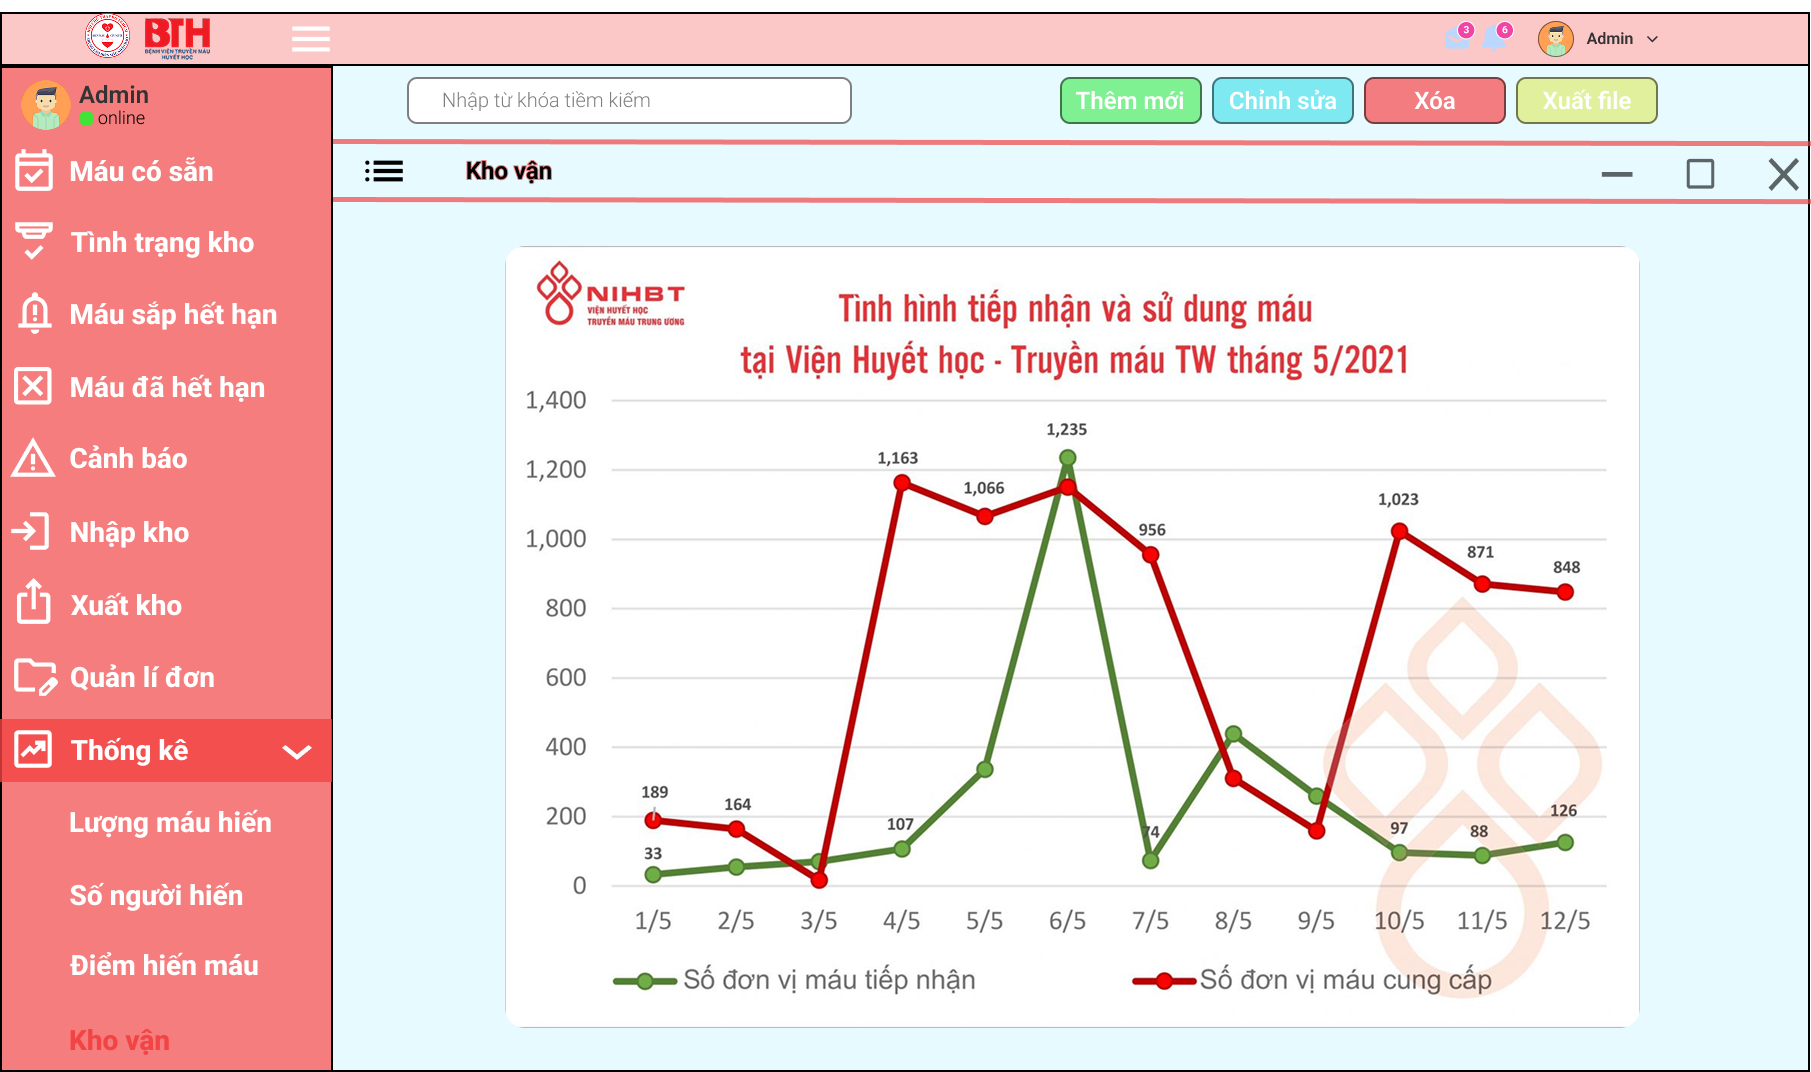 BTH
BỆNH VIỆN TRUYỀN MÁU
HUYẾT HỌC
3
6
Admin
Admin
online
Máu có sẵn
Tình trạng kho
Máu sắp hết hạn
Máu đã hết hạn
Cảnh báo
Nhập kho
Xuất kho
Quản lí đơn
Thống kê
Lượng máu hiến
Số người hiến
Điểm hiến máu
Kho vận
Nhập từ khóa tiềm kiếm
Thêm mới
Chỉnh sửa
Xóa
Xuất file
Kho vận
NIHBT
VIỆN HUYẾT HỌC
TRUYỀN MÁU TRUNG ƯƠNG
Tình hình tiếp nhận và sử dung máu
tại Viện Huyết học - Truyền máu TW tháng 5/2021
1,400
1,200
1,000
800
600
400
200
0
189
164
33
1,163
107
1,066
1,235
956
74
1,023
97
871
88
848
126
1/5 2/5 3/5 4/5 5/5 6/5 7/5 8/5 9/5 10/5 11/5 12/5
Số đơn vị máu tiếp nhận
Số đơn vị máu cung cấp